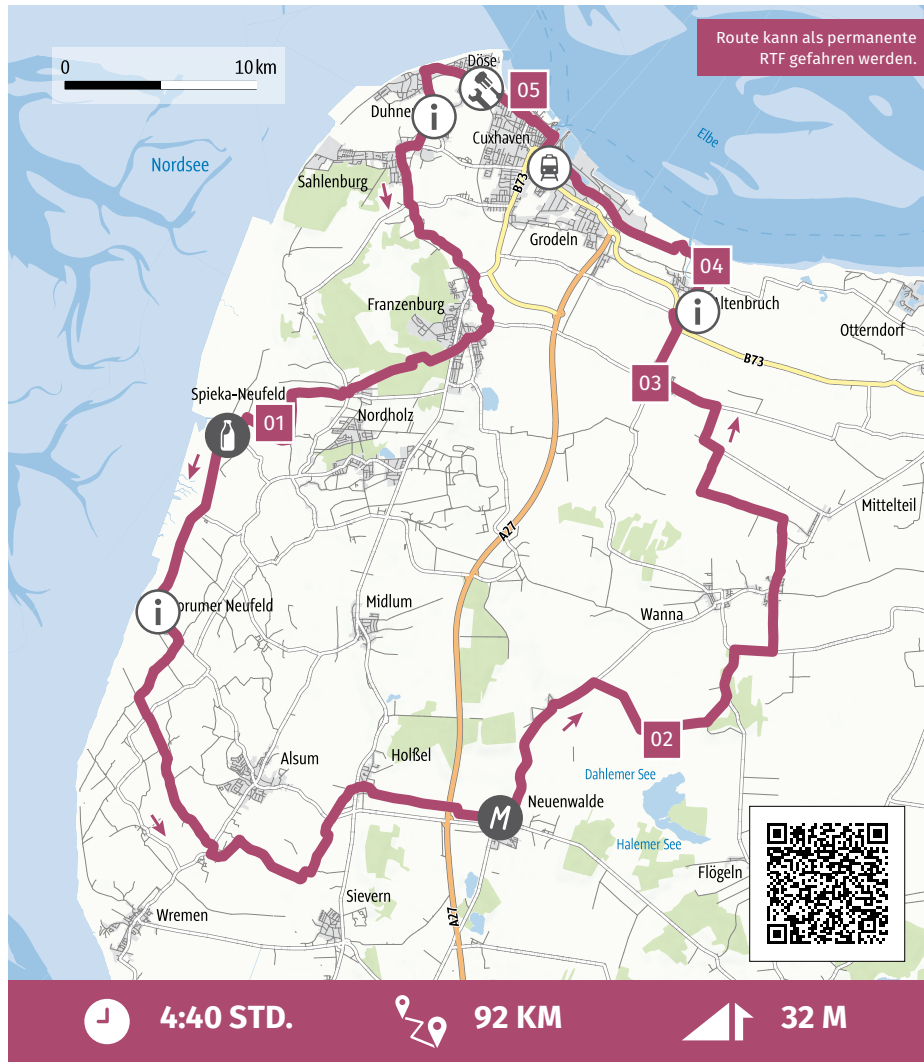 Route kann als permanente
RTF gefahren werden.
0 10 km
Döse
05
Duhne
i
Cuxhaven
Elbe
Nordsee
Sahlenburg
B73
Grodeln
04
Franzenburg
i
ltenbruch
Otterndorf
B73
03
Spieka-Neufeld
01
Nordholz
Mittelteil
A27
i
orumer Neufeld
Midlum
Wanna
02
Alsum
Holßel
Dahlemer See
M
Neuenwalde
Halemer See
Flögeln
Sievern
Wremen
A27
4:40 STD.
92 KM
32 M